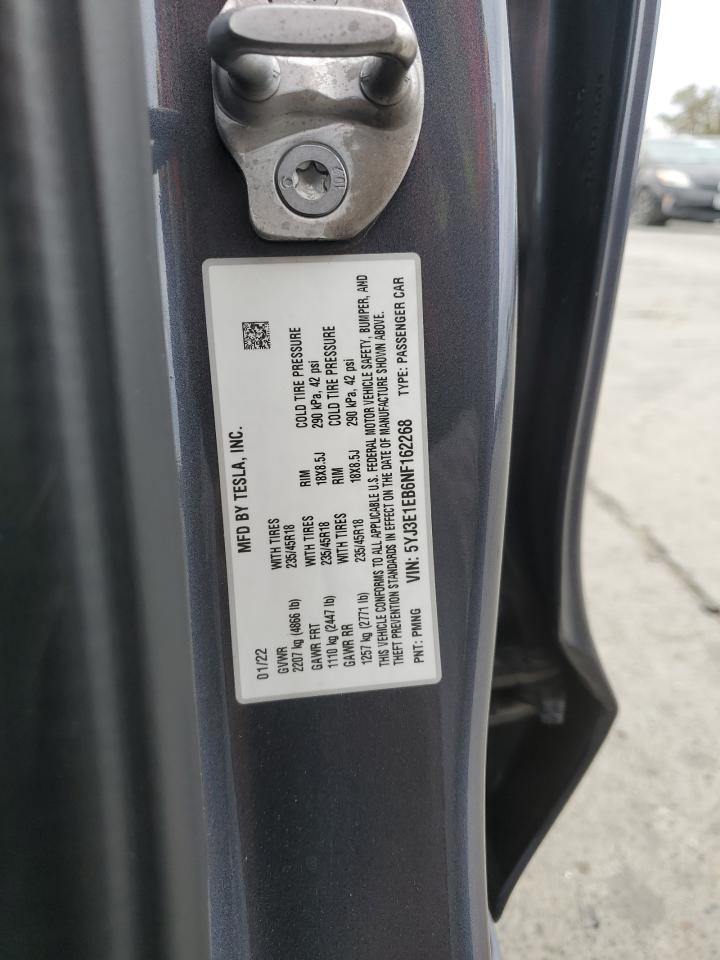 MFD BY TESLA, INC.
01/22
GVWR WITH TIRES RIM COLD TIRE PRESSURE
2207 kg (4866 lb) 235/45R18 18X8.5J 290 kPa, 42 psi
GAWR FRT WITH TIRES RIM COLD TIRE PRESSURE
1110 kg (2447 lb) 235/45R18 18X8.5J 290 kPa, 42 psi
GAWR RR WITH TIRES
1257 kg (2771 lb) 235/45R18
THIS VEHICLE CONFORMS TO ALL APPLICABLE U.S. FEDERAL MOTOR VEHICLE SAFETY, BUMPER, AND
THEFT PREVENTION STANDARDS IN EFFECT ON THE DATE OF MANUFACTURE SHOWN ABOVE.
PNT: PMNG VIN: 5YJ3E1EB6NF162268 TYPE: PASSENGER CAR